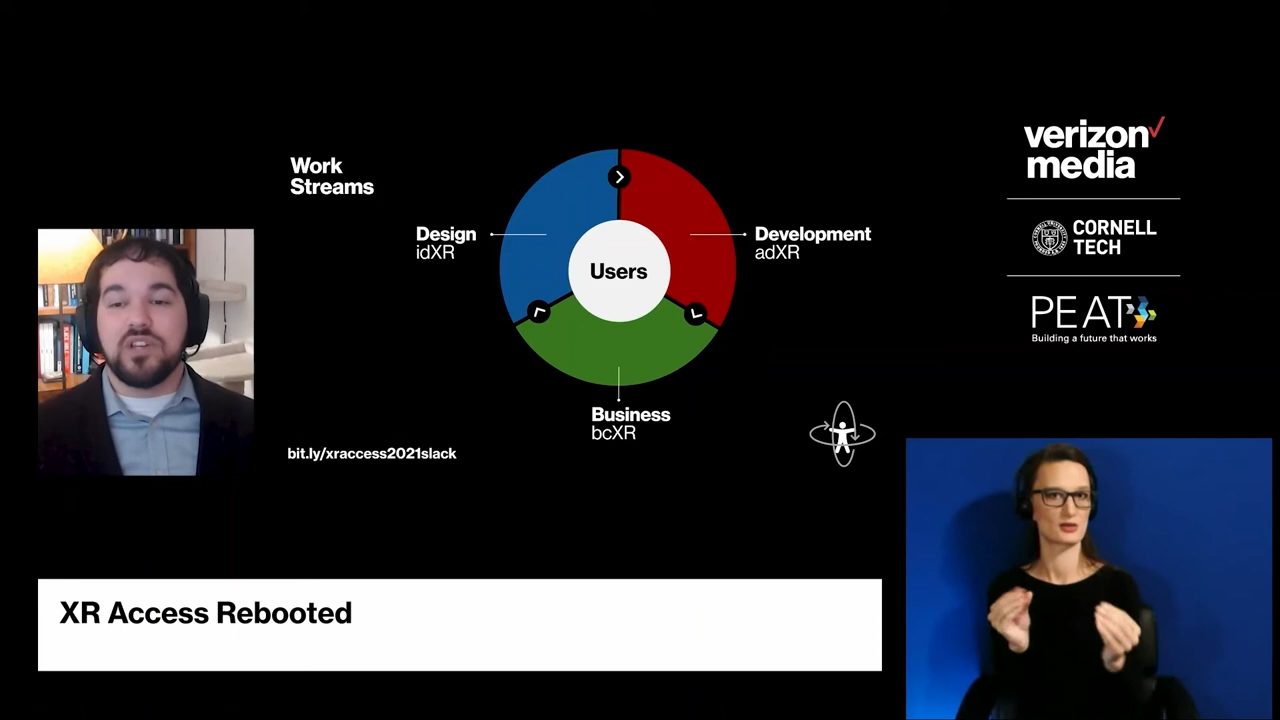 Work
Streams
Design
idXR
Users
Development
adXR
Business
bcXR
bit.ly/xraccess2021slack
verizon✓
media
CORNELL
TECH
PEAT
Building a future that works
XR Access Rebooted